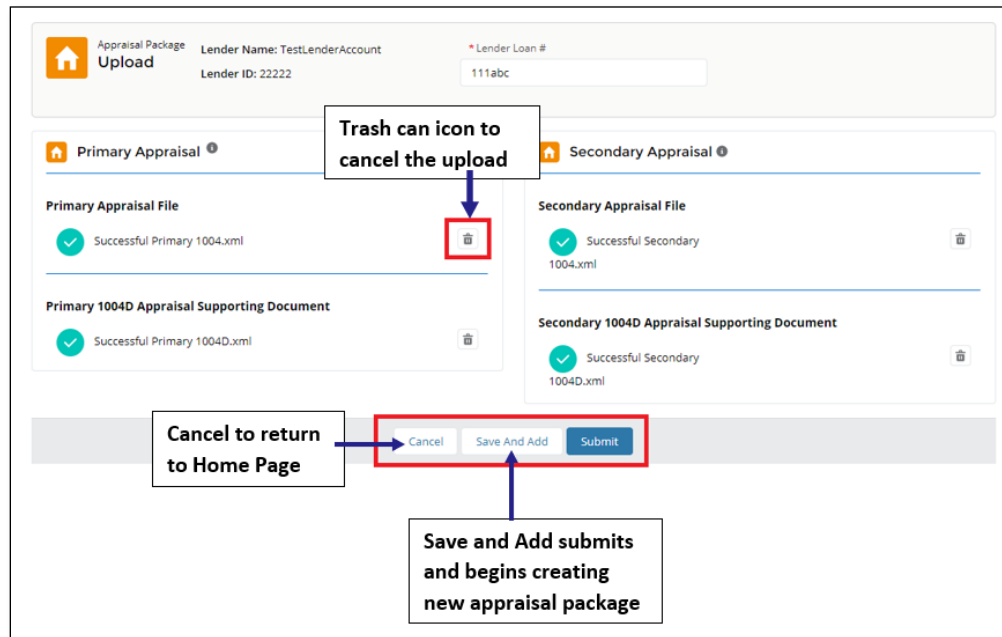 Appraisal Package
Upload
Lender Name: TestLenderAccount
Lender ID: 22222
*Lender Loan #
111abc
Trash can icon to
cancel the upload
Primary Appraisal
Primary Appraisal File
Successful Primary 1004.xml
Primary 1004D Appraisal Supporting Document
Successful Primary 1004D.xml
Secondary Appraisal
Secondary Appraisal File
Successful Secondary
1004.xml
Secondary 1004D Appraisal Supporting Document
Successful Secondary
1004D.xml
Cancel to return
to Home Page
Cancel
Save And Add
Submit
Save and Add submits
and begins creating
new appraisal package